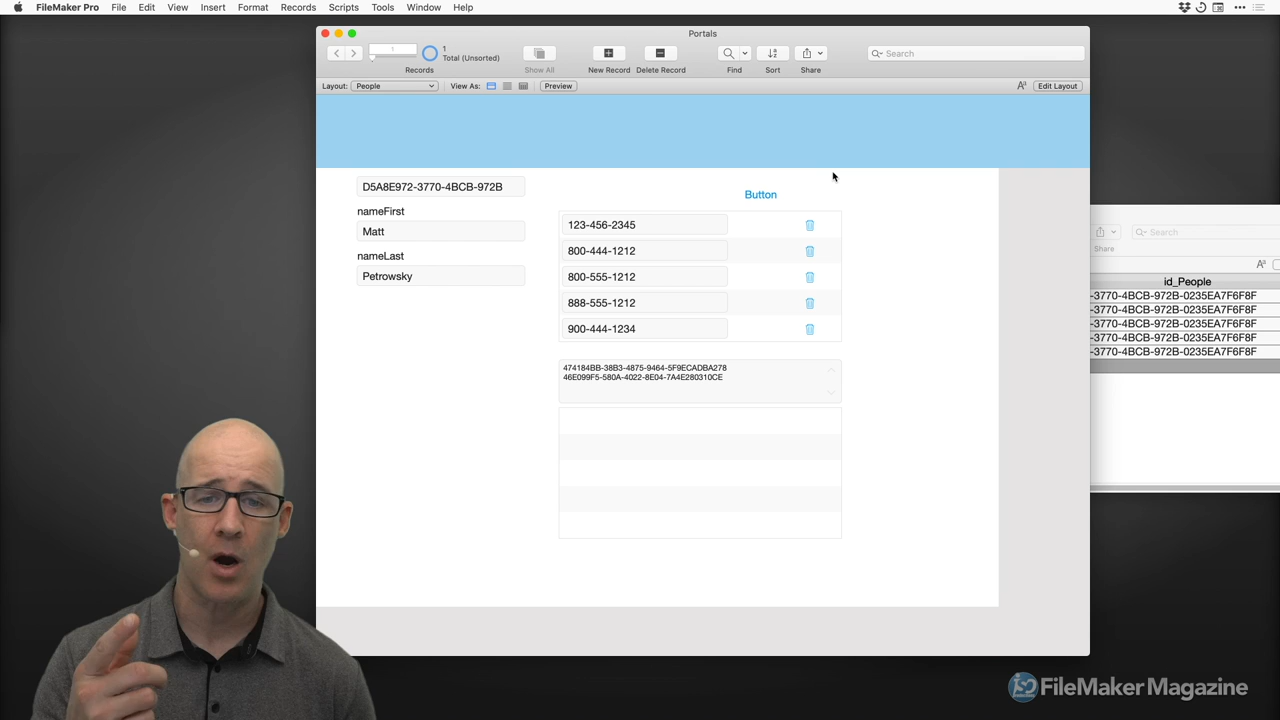 FileMaker Pro File Edit View Insert Format Records Scripts Tools Window Help
Portals
1
1
Total (Unsorted)
Records
Show All
New Record
Delete Record
Find
Sort
Share
Search
Layout: People View As: Preview Edit Layout
D5A8E972-3770-4BCB-972B
nameFirst
Matt
nameLast
Petrowsky
Button
123-456-2345
800-444-1212
800-555-1212
888-555-1212
900-444-1234
474184BB-38B3-4875-9464-5F9ECADBA278
46E099F5-580A-4022-8E04-7A4E280310CE
Search
Share
id_People
-3770-4BCB-972B-0235EA7F6F8F
-3770-4BCB-972B-0235EA7F6F8F
-3770-4BCB-972B-0235EA7F6F8F
-3770-4BCB-972B-0235EA7F6F8F
-3770-4BCB-972B-0235EA7F6F8F
FileMaker Magazine